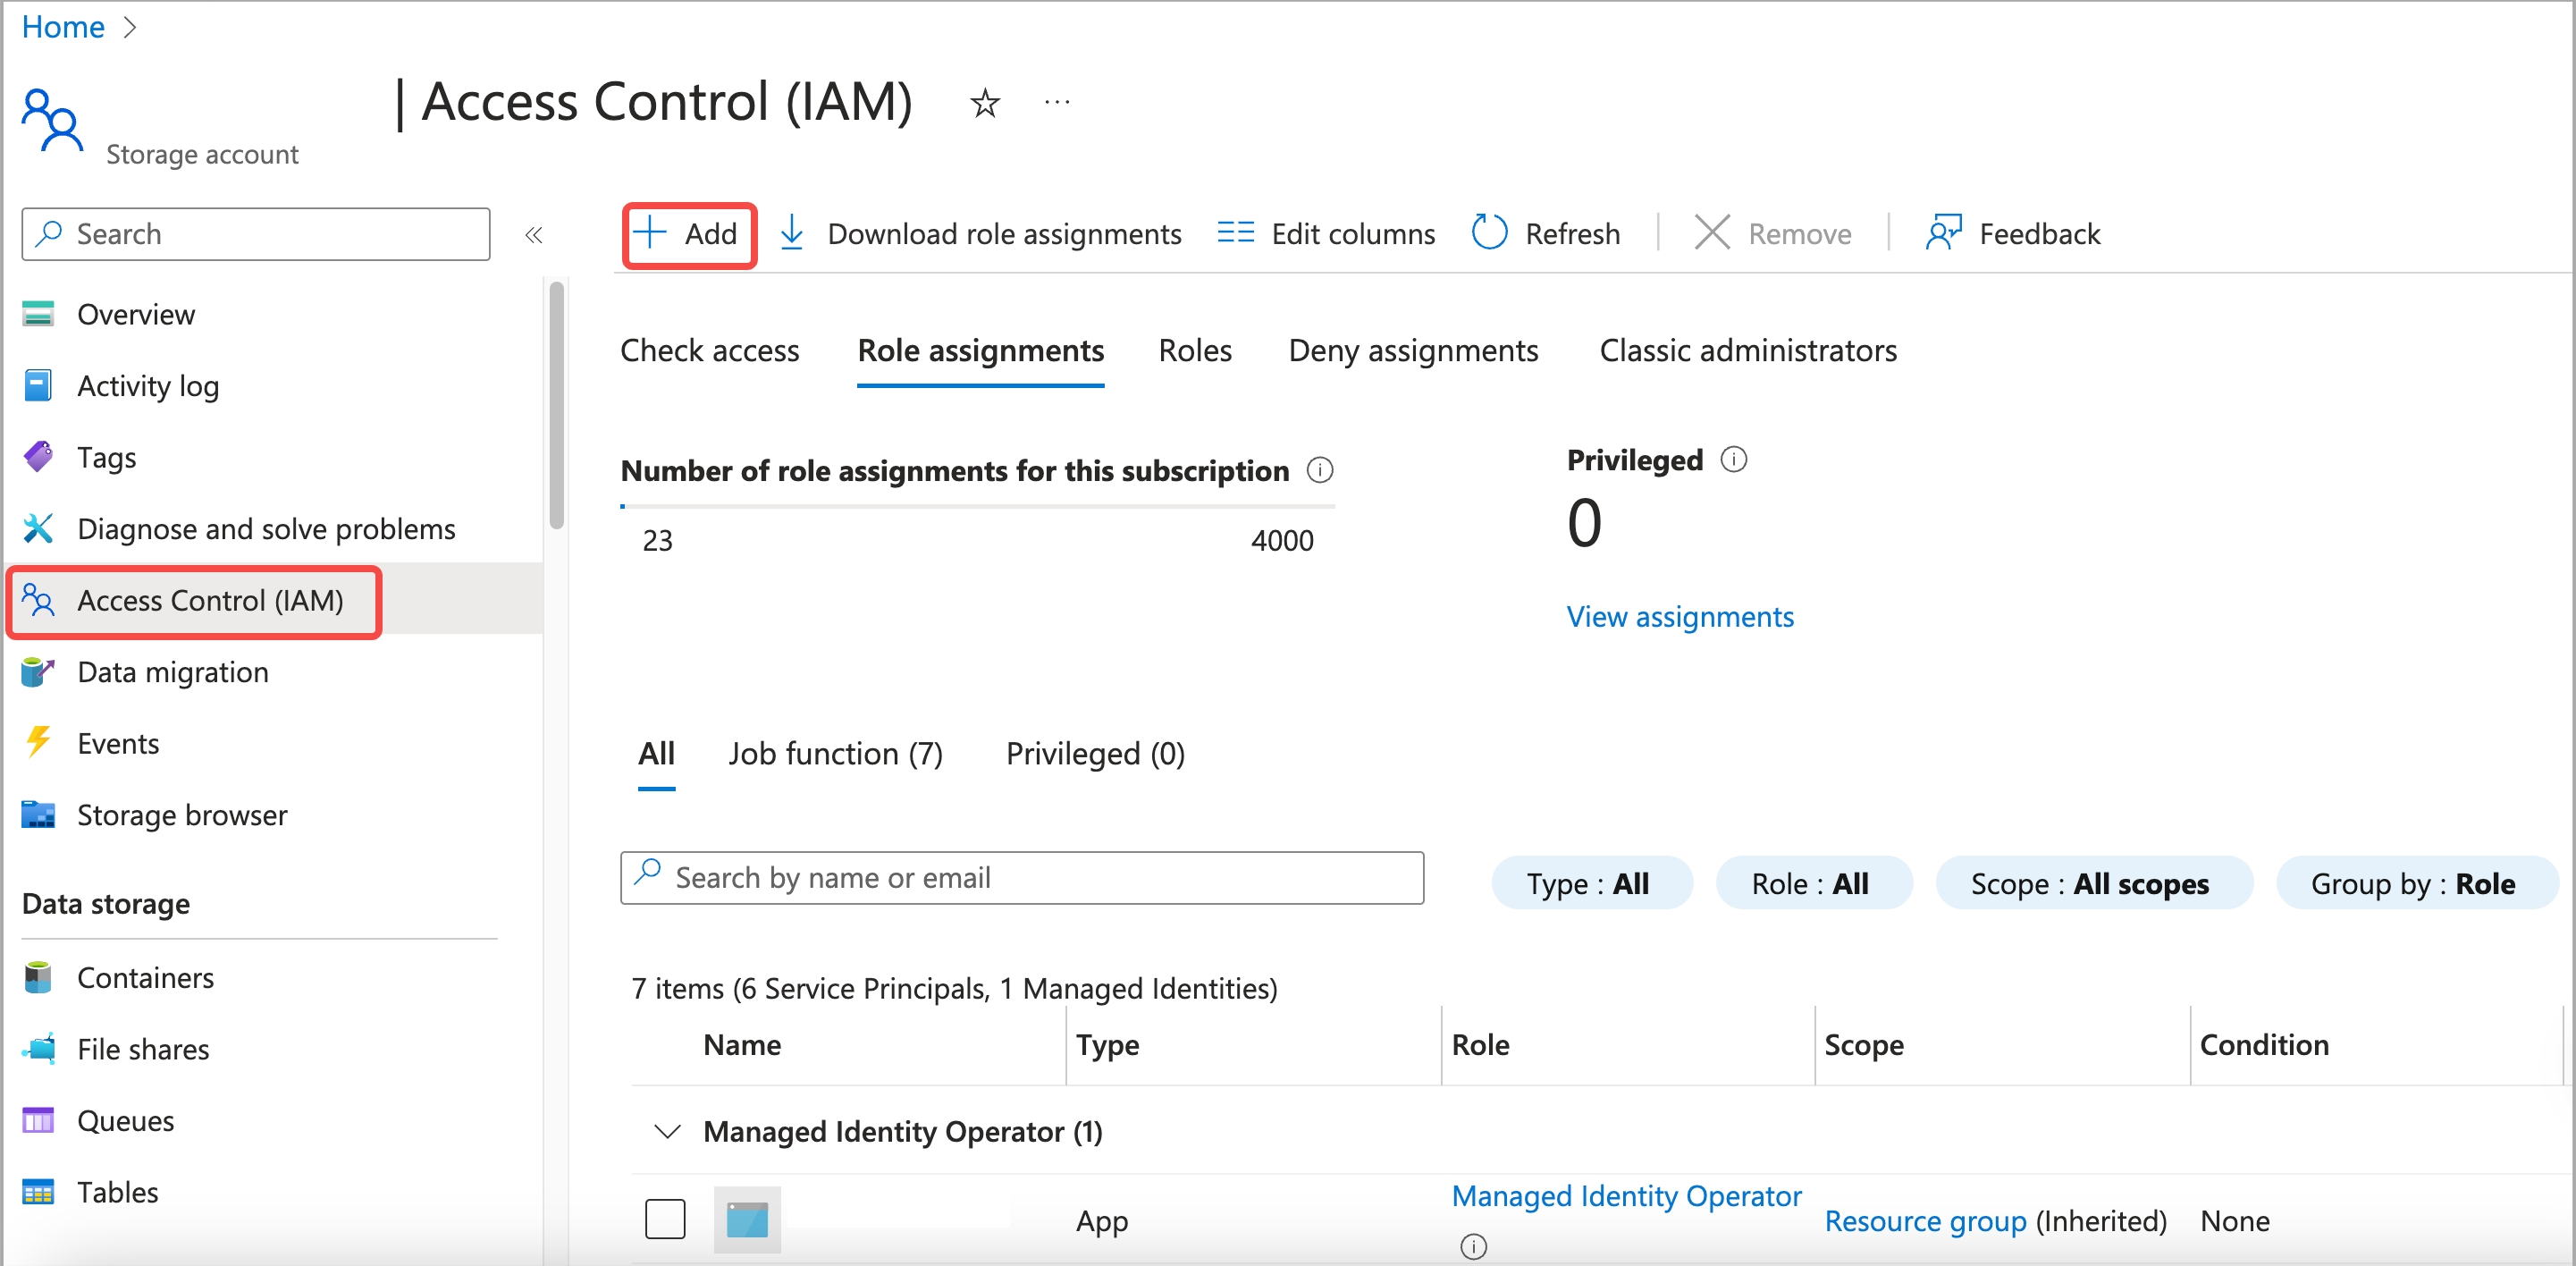 Home
| Access Control (IAM)
Storage account
Search
Add
Download role assignments
Edit columns
Refresh
Remove
Feedback
Overview
Activity log
Tags
Diagnose and solve problems
Access Control (IAM)
Data migration
Events
Storage browser
Data storage
Containers
File shares
Queues
Tables
Check access
Role assignments
Roles
Deny assignments
Classic administrators
Number of role assignments for this subscription
23
4000
Privileged
0
View assignments
All
Job function (7)
Privileged (0)
Search by name or email
Type : All
Role : All
Scope : All scopes
Group by : Role
7 items (6 Service Principals, 1 Managed Identities)
Name
Type
Role
Scope
Condition
Managed Identity Operator (1)
App
Managed Identity Operator
Resource group (Inherited)
None